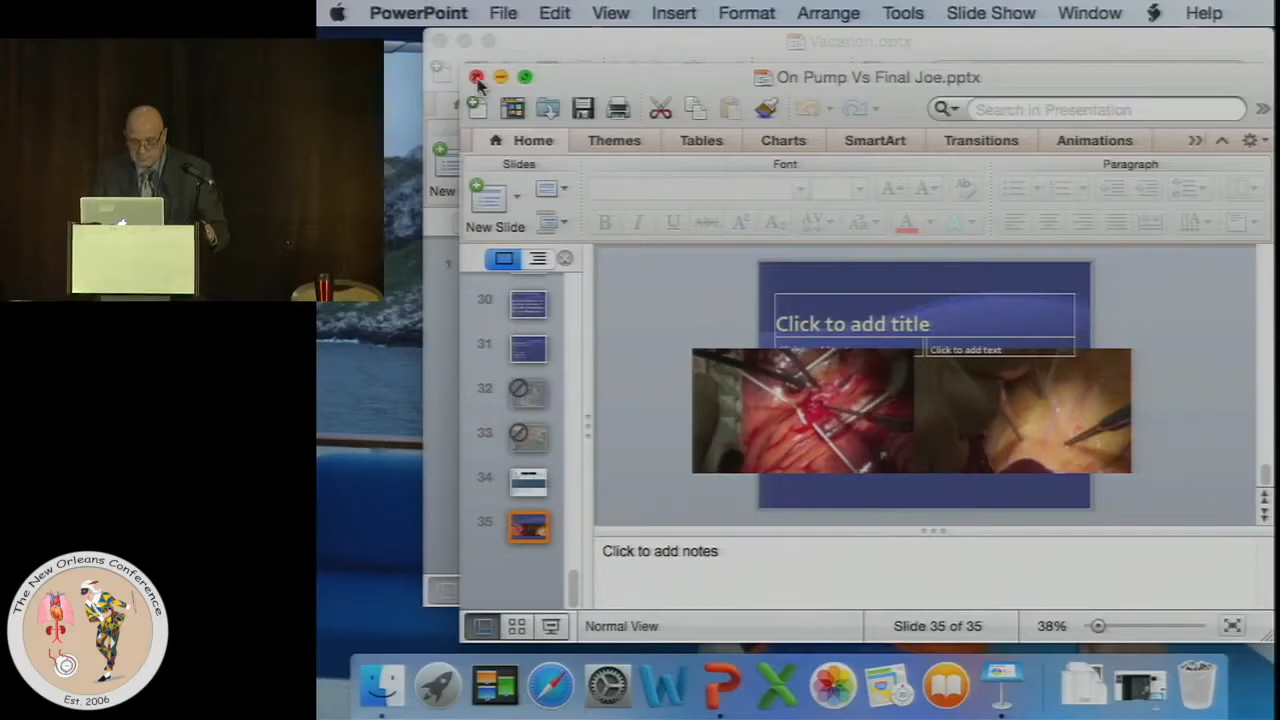 PowerPoint File Edit View Insert Format Arrange Tools Slide Show Window Help
Vacation.pptx
On Pump Vs Final Joe.pptx
Search in Presentation
Home Themes Tables Charts SmartArt Transitions Animations
Slides Font Paragraph
New
New Slide
1
30
31
32
33
34
35
Click to add title
Click to add text
Click to add notes
Normal View Slide 35 of 35 38%
The New Orleans Conference
Est. 2006